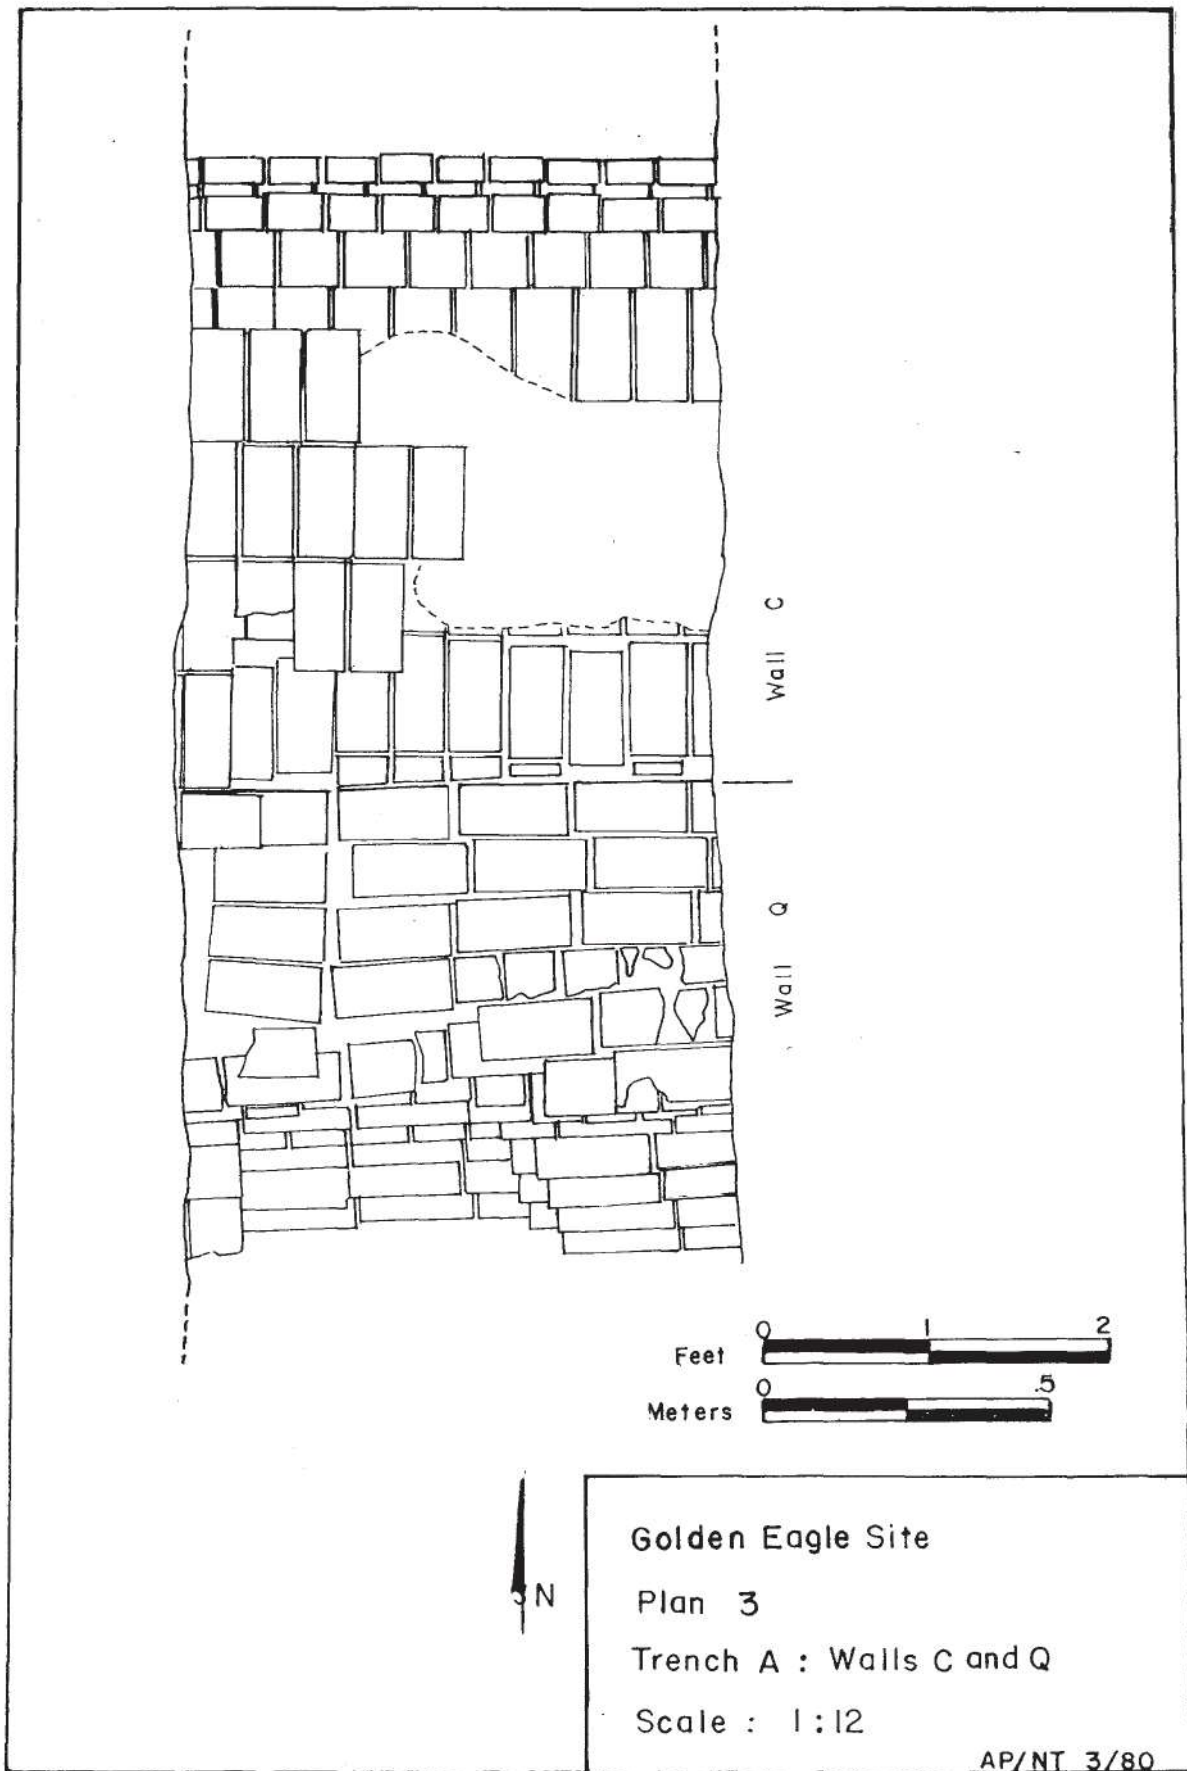 Wall C
Wall Q
0 1 2
Feet
0 .5
Meters
N
Golden Eagle Site
Plan 3
Trench A : Walls C and Q
Scale : 1:12
AP/NT 3/80